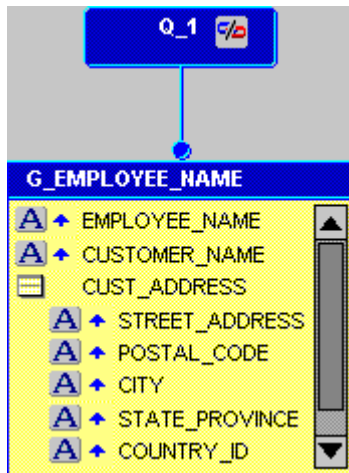 Q_1
G_EMPLOYEE_NAME
A EMPLOYEE_NAME
A CUSTOMER_NAME
CUST_ADDRESS
A STREET_ADDRESS
A POSTAL_CODE
A CITY
A STATE_PROVINCE
A COUNTRY_ID